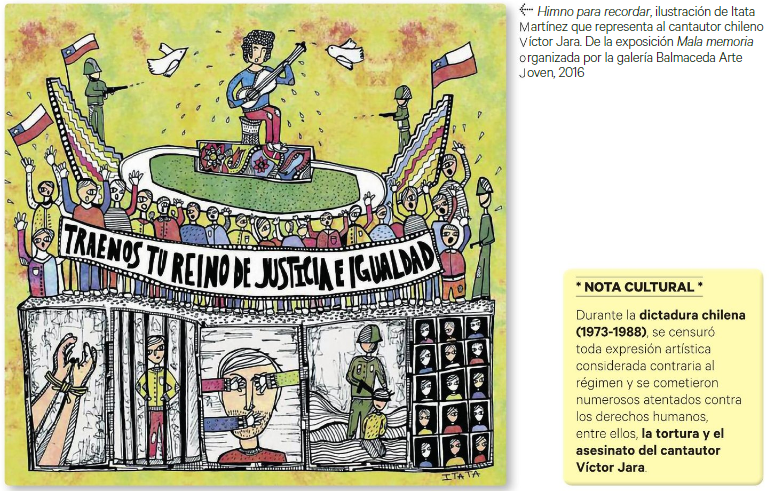 ← Himno para recordar, ilustración de Itata
Martínez que representa al cantautor chileno
Víctor Jara. De la exposición Mala memoria
organizada por la galería Balmaceda Arte
Joven, 2016
TRAENOS TU REINO DE JUSTICIA E IGUALDAD
ITATA
* NOTA CULTURAL *
Durante la dictadura chilena
(1973-1988), se censuró
toda expresión artística
considerada contraria al
régimen y se cometieron
numerosos atentados contra
los derechos humanos,
entre ellos, la tortura y el
asesinato del cantautor
Víctor Jara.